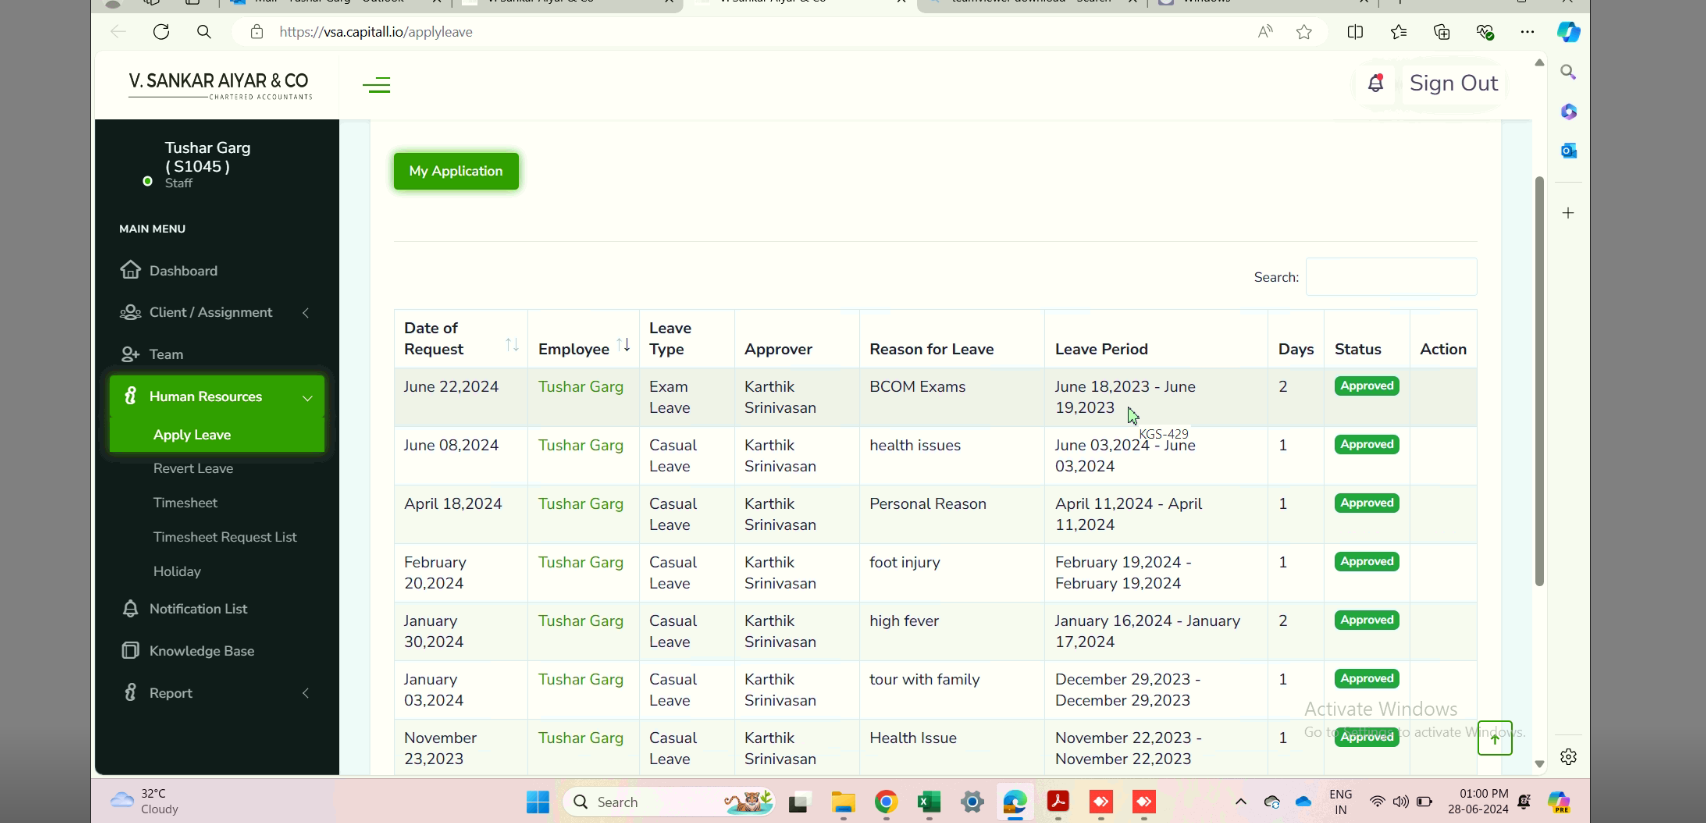 https://vsa.capitall.io/applyleave
V. SANKAR AIYAR & CO
CHARTERED ACCOUNTANTS
Sign Out
Tushar Garg
( S1045 )
Staff
MAIN MENU
Dashboard
Client / Assignment
Team
Human Resources
Apply Leave
Revert Leave
Timesheet
Timesheet Request List
Holiday
Notification List
Knowledge Base
Report
My Application
Search:
Date of Request Employee Leave Type Approver Reason for Leave Leave Period Days Status Action
June 22,2024 Tushar Garg Exam Leave Karthik Srinivasan BCOM Exams June 18,2023 - June 19,2023 2 Approved
KGS-429
June 08,2024 Tushar Garg Casual Leave Karthik Srinivasan health issues June 03,2024 - June 03,2024 1 Approved
April 18,2024 Tushar Garg Casual Leave Karthik Srinivasan Personal Reason April 11,2024 - April 11,2024 1 Approved
February 20,2024 Tushar Garg Casual Leave Karthik Srinivasan foot injury February 19,2024 - February 19,2024 1 Approved
January 30,2024 Tushar Garg Casual Leave Karthik Srinivasan high fever January 16,2024 - January 17,2024 2 Approved
January 03,2024 Tushar Garg Casual Leave Karthik Srinivasan tour with family December 29,2023 - December 29,2023 1 Approved
November 23,2023 Tushar Garg Casual Leave Karthik Srinivasan Health Issue November 22,2023 - November 22,2023 1 Approved
Activate Windows
Go to Settings to activate Windows.
32°C
Cloudy
Search
ENG
IN
01:00 PM
28-06-2024
PRE